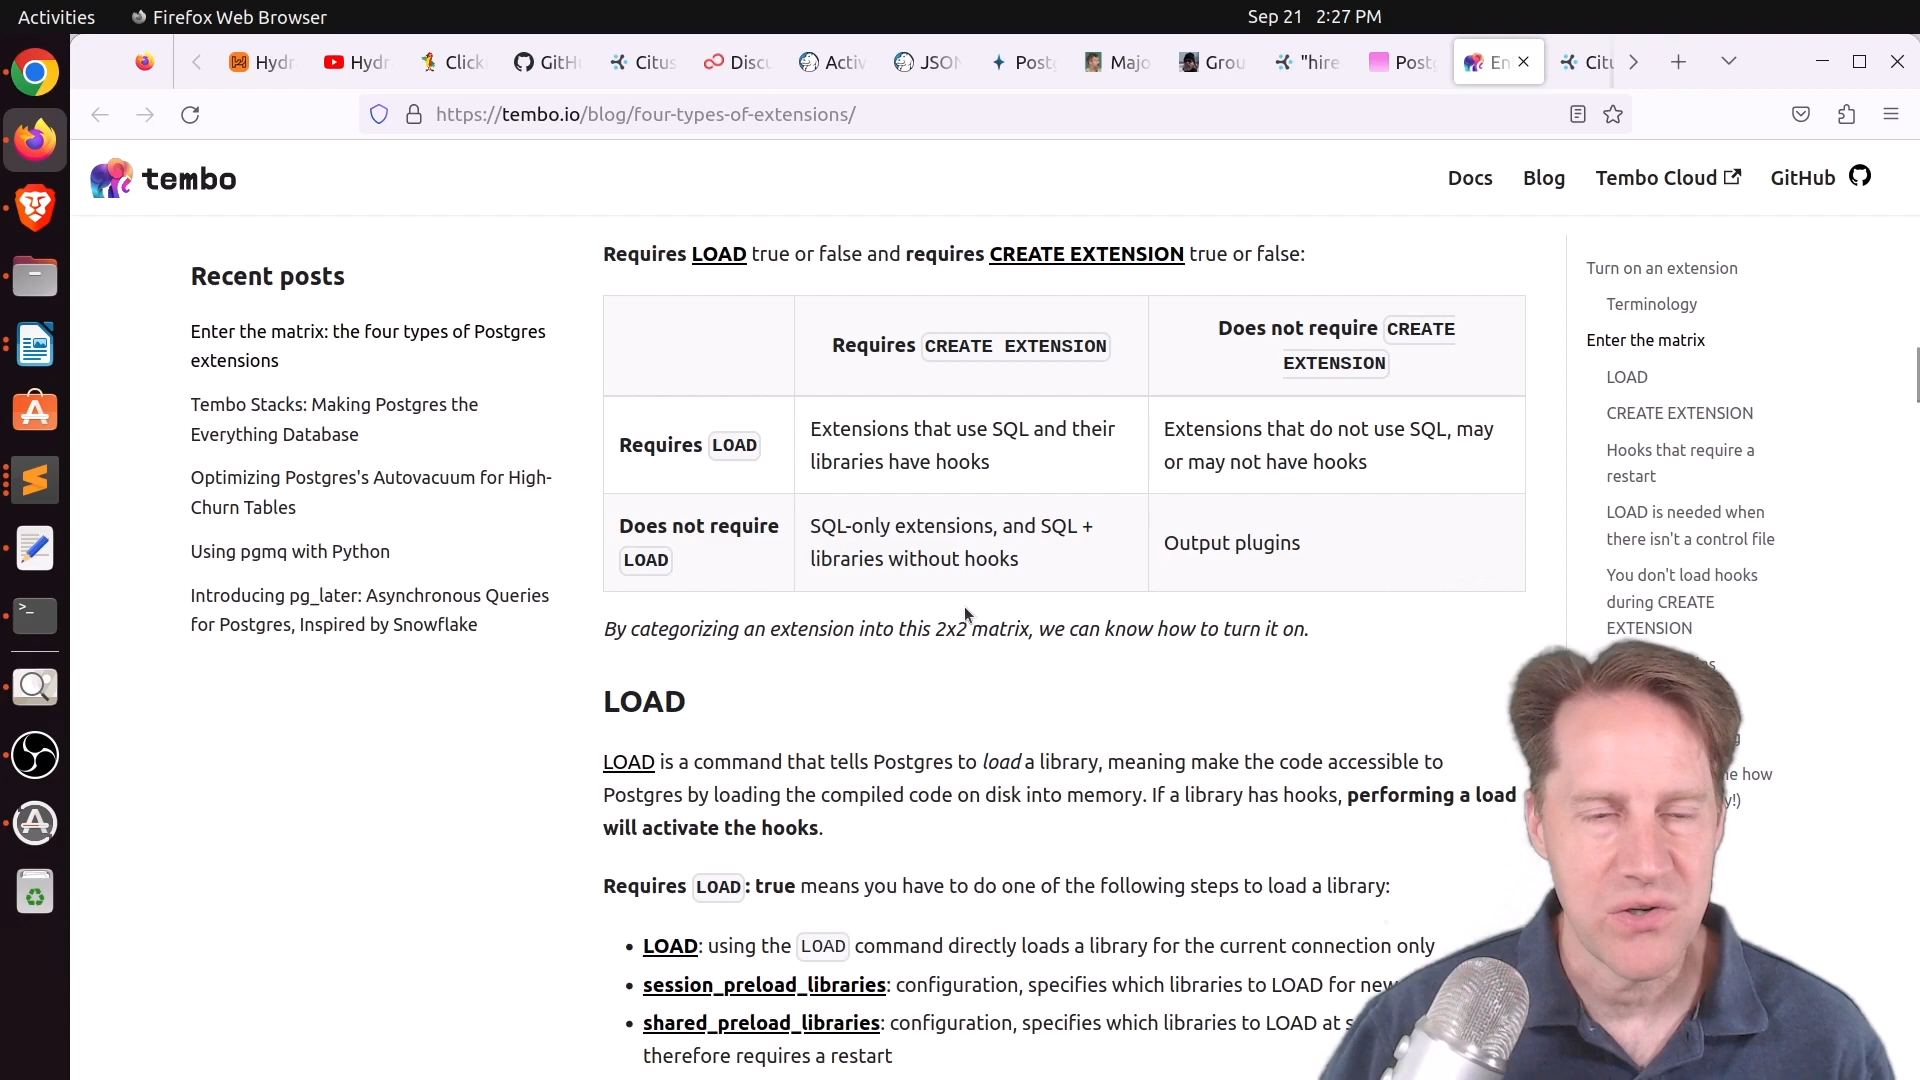 Activities
Firefox Web Browser
Sep 21 2:27 PM
Hydr
Hydr
Click
GitH
Citus
Discu
Activ
JSON
Post
Majo
Grou
"hire
Post
En
Citu
https://tembo.io/blog/four-types-of-extensions/
tembo
Docs
Blog
Tembo Cloud
GitHub
Recent posts
Enter the matrix: the four types of Postgres
extensions
Tembo Stacks: Making Postgres the
Everything Database
Optimizing Postgres's Autovacuum for High-
Churn Tables
Using pgmq with Python
Introducing pg_later: Asynchronous Queries
for Postgres, Inspired by Snowflake
Requires LOAD true or false and requires CREATE EXTENSION true or false:
Requires CREATE EXTENSION
Does not require CREATE
EXTENSION
Requires LOAD
Extensions that use SQL and their
libraries have hooks
Extensions that do not use SQL, may
or may not have hooks
Does not require
LOAD
SQL-only extensions, and SQL +
libraries without hooks
Output plugins
By categorizing an extension into this 2x2 matrix, we can know how to turn it on.
LOAD
LOAD is a command that tells Postgres to load a library, meaning make the code accessible to
Postgres by loading the compiled code on disk into memory. If a library has hooks, performing a load
will activate the hooks.
Requires LOAD: true means you have to do one of the following steps to load a library:
• LOAD: using the LOAD command directly loads a library for the current connection only
• session_preload_libraries: configuration, specifies which libraries to LOAD for new
• shared_preload_libraries: configuration, specifies which libraries to LOAD at s
therefore requires a restart
Turn on an extension
Terminology
Enter the matrix
LOAD
CREATE EXTENSION
Hooks that require a
restart
LOAD is needed when
there isn't a control file
You don't load hooks
during CREATE
EXTENSION
how
y!)